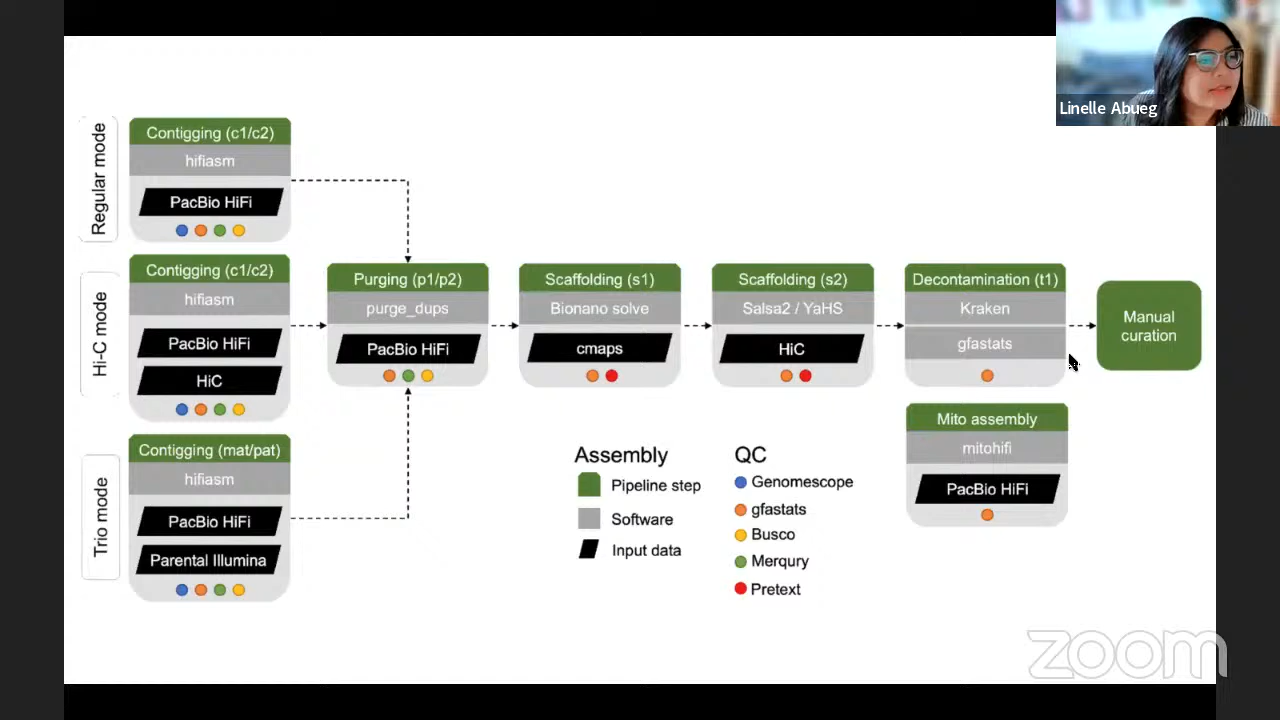 Linelle Abueg
Regular mode
Contigging (c1/c2)
hifiasm
PacBio HiFi
Hi-C mode
Contigging (c1/c2)
hifiasm
PacBio HiFi
HiC
Trio mode
Contigging (mat/pat)
hifiasm
PacBio HiFi
Parental Illumina
Purging (p1/p2)
purge_dups
PacBio HiFi
Scaffolding (s1)
Bionano solve
cmaps
Scaffolding (s2)
Salsa2 / YaHS
HiC
Decontamination (t1)
Kraken
gfastats
Manual
curation
Mito assembly
mitohifi
PacBio HiFi
Assembly
Pipeline step
Software
Input data
QC
Genomescope
gfastats
Busco
Merqury
Pretext
zoom